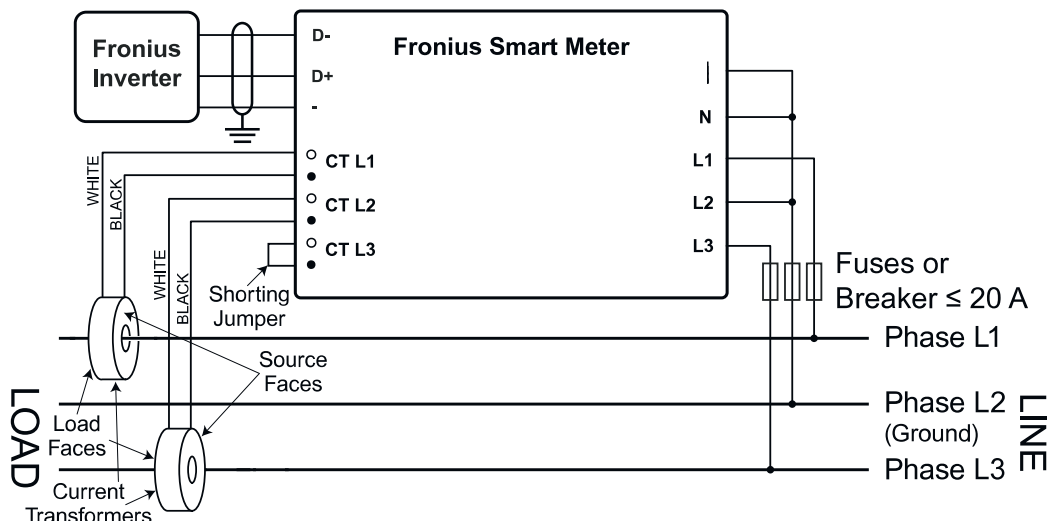 Fronius
Inverter
D-
D+
-
Fronius Smart Meter
|
N
L1
L2
L3
CT L1
CT L2
CT L3
WHITE
BLACK
WHITE
BLACK
Shorting
Jumper
Fuses or
Breaker ≤ 20 A
Source
Faces
Load
Faces
Current
Transformers
LOAD
Phase L1
Phase L2
(Ground)
Phase L3
LINE